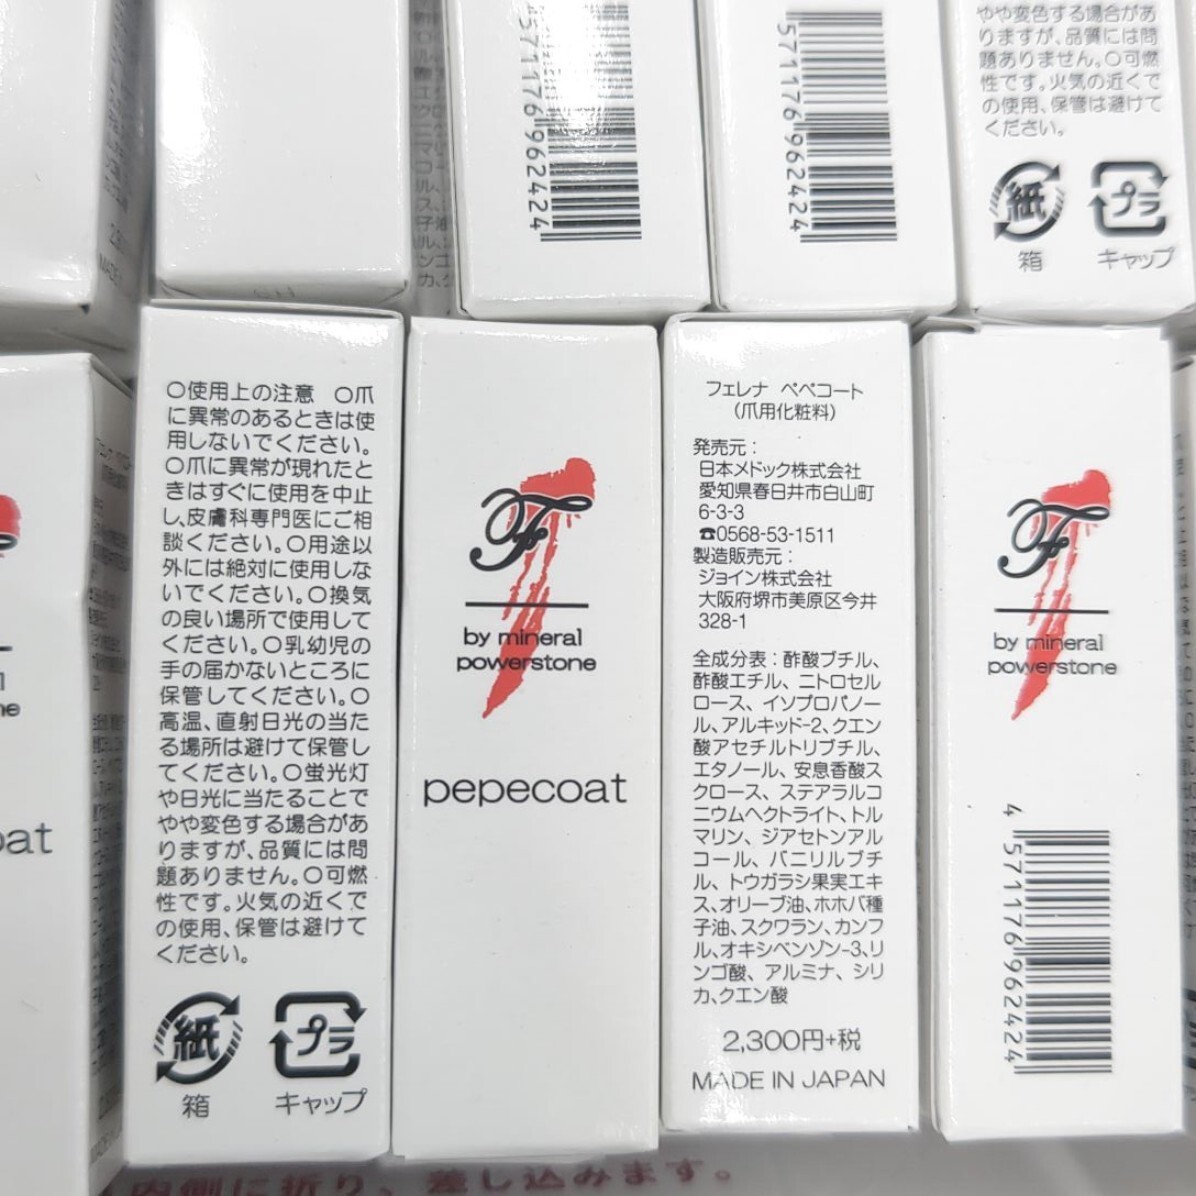 571176962424
571176962424
やや変色する場合があ
りますが、品質には問
題ありません。〇可燃
性です。火気の近くで
の使用、保管は避けて
ください。
紙
プラ
箱
キャップ
〇使用上の注意 〇爪
に異常のあるときは使
用しないでください。
〇爪に異常が現れたと
きはすぐに使用を中止
し、皮膚科専門医にご相
談ください。〇用途以
外には絶対に使用しな
いでください。〇換気
の良い場所で使用して
ください。〇乳幼児の
手の届かないところに
保管してください。〇
高温、直射日光の当た
る場所は避けて保管し
てください。〇蛍光灯
や日光に当たることで
やや変色する場合があ
りますが、品質には問
題ありません。〇可燃
性です。火気の近くで
の使用、保管は避けて
ください。
紙
プラ
箱
キャップ
F
by mineral
powerstone
pepecoat
フェレナ ペペコート
(爪用化粧料)
発売元:
日本メドック株式会社
愛知県春日井市白山町
6-3-3
☎0568-53-1511
製造販売元:
ジョイン株式会社
大阪府堺市美原区今井
328-1
全成分表:酢酸ブチル、
酢酸エチル、ニトロセル
ロース、イソプロパノー
ル、アルキッド-2、クエン
酸アセチルトリブチル、
エタノール、安息香酸ス
クロース、ステアラルコ
ニウムヘクトライト、トル
マリン、ジアセトンアル
コール、バニリルブチ
ル、トウガラシ果実エキ
ス、オリーブ油、ホホバ種
子油、スクワラン、カンフ
ル、オキシベンゾン-3、リ
ンゴ酸、アルミナ、シリ
カ、クエン酸
2,300円+税
MADE IN JAPAN
F
by mineral
powerstone
4571176962424
oat
内側に折り、差し込みます。